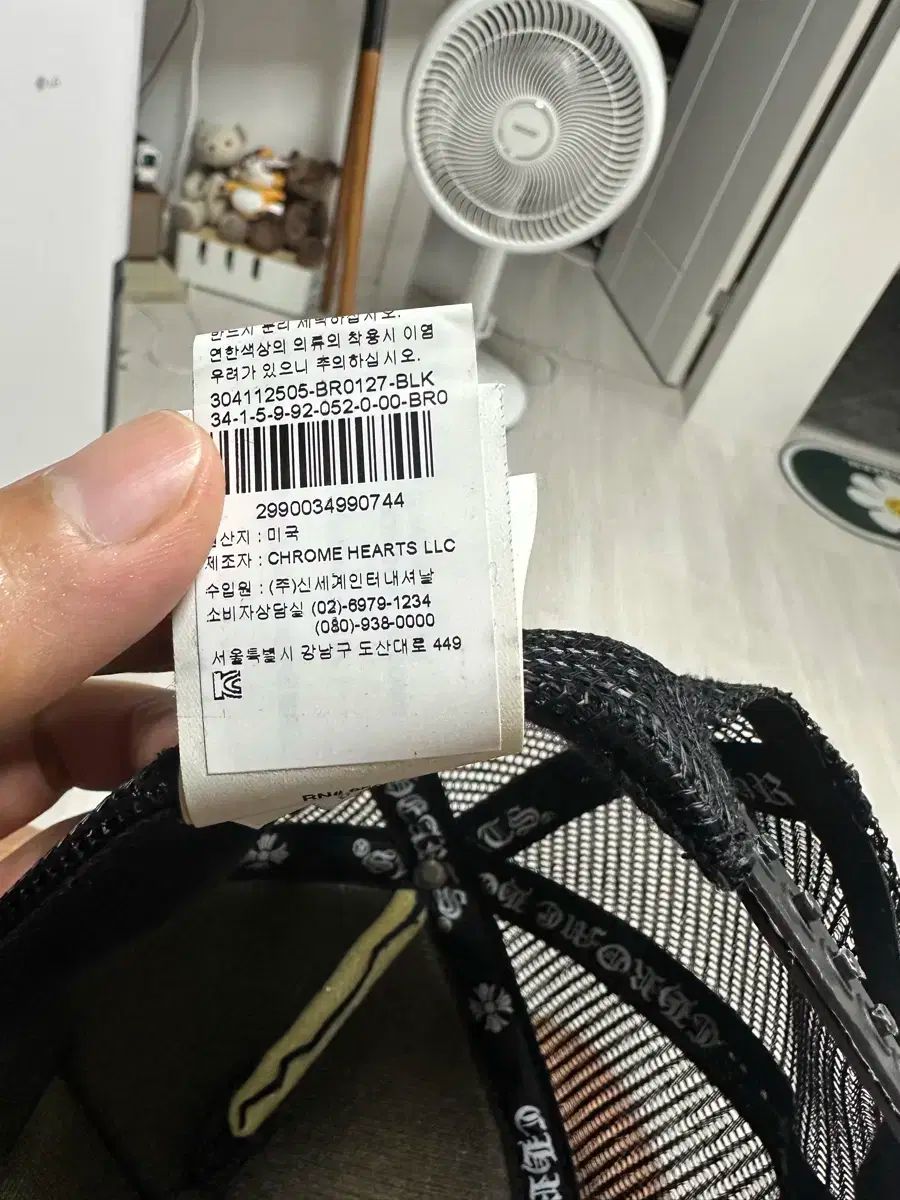 반드시 분리 세탁하십시오.
연한색상의 의류의 착용시 이염
우려가 있으니 주의하십시오.
304112505-BR0127-BLK
34-1-5-9-92-052-0-00-BR0
2990034990744
원산지 : 미국
제조자 : CHROME HEARTS LLC
수입원 : (주)신세계인터내셔날
소비자상담실 (02)-6979-1234
(080)-938-0000
서울특별시 강남구 도산대로 449
RN#
CHROME HE
TS